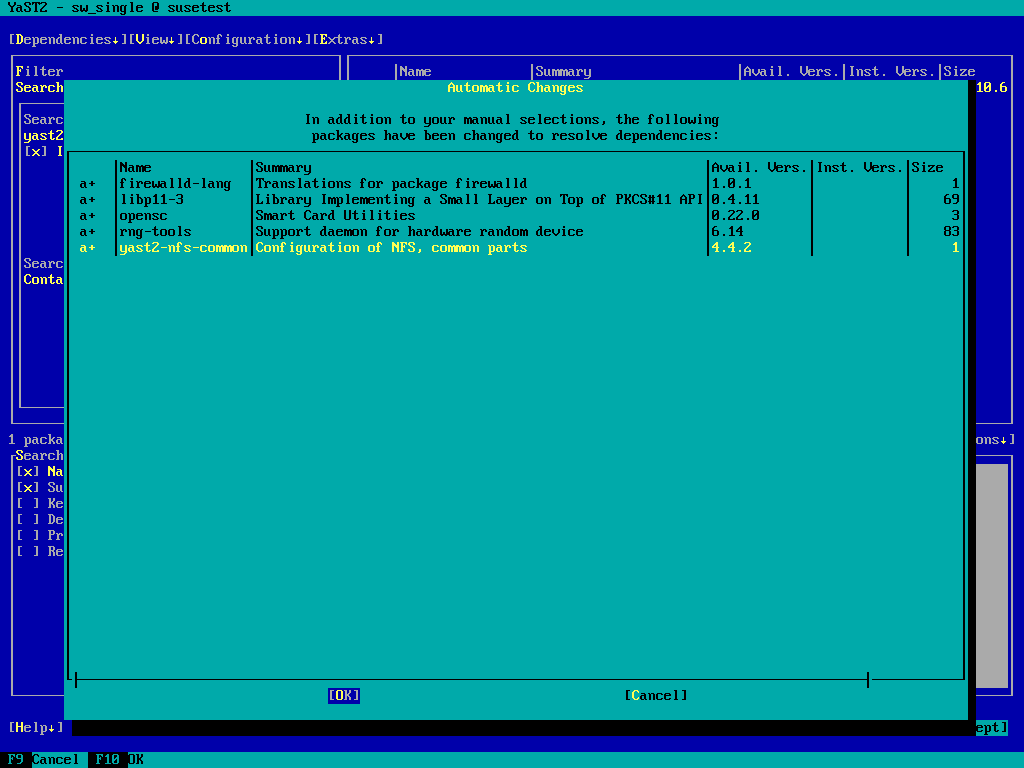 YaST2 - sw_single @ susetest
[Dependencies↓][View↓][Configuration↓][Extras↓]
Filter
|Name |Summary |Avail. Vers.|Inst. Vers.|Size
Search
10.6
Automatic Changes
In addition to your manual selections, the following
packages have been changed to resolve dependencies:
Searc
yast2
[x] I
|Name |Summary |Avail. Vers.|Inst. Vers.|Size
a+ |firewalld-lang |Translations for package firewalld |1.0.1 | | 1
a+ |libp11-3 |Library Implementing a Small Layer on Top of PKCS#11 API|0.4.11 | | 69
a+ |opensc |Smart Card Utilities |0.22.0 | | 3
a+ |rng-tools |Support daemon for hardware random device |6.14 | | 83
a+ |yast2-nfs-common|Configuration of NFS, common parts |4.4.2 | | 1
Searc
Conta
1 packa
ons↓]
Search
[x] Na
[x] Su
[ ] Ke
[ ] De
[ ] Pr
[ ] Re
[OK] [Cancel]
[Help↓]
ept]
F9 Cancel F10 OK